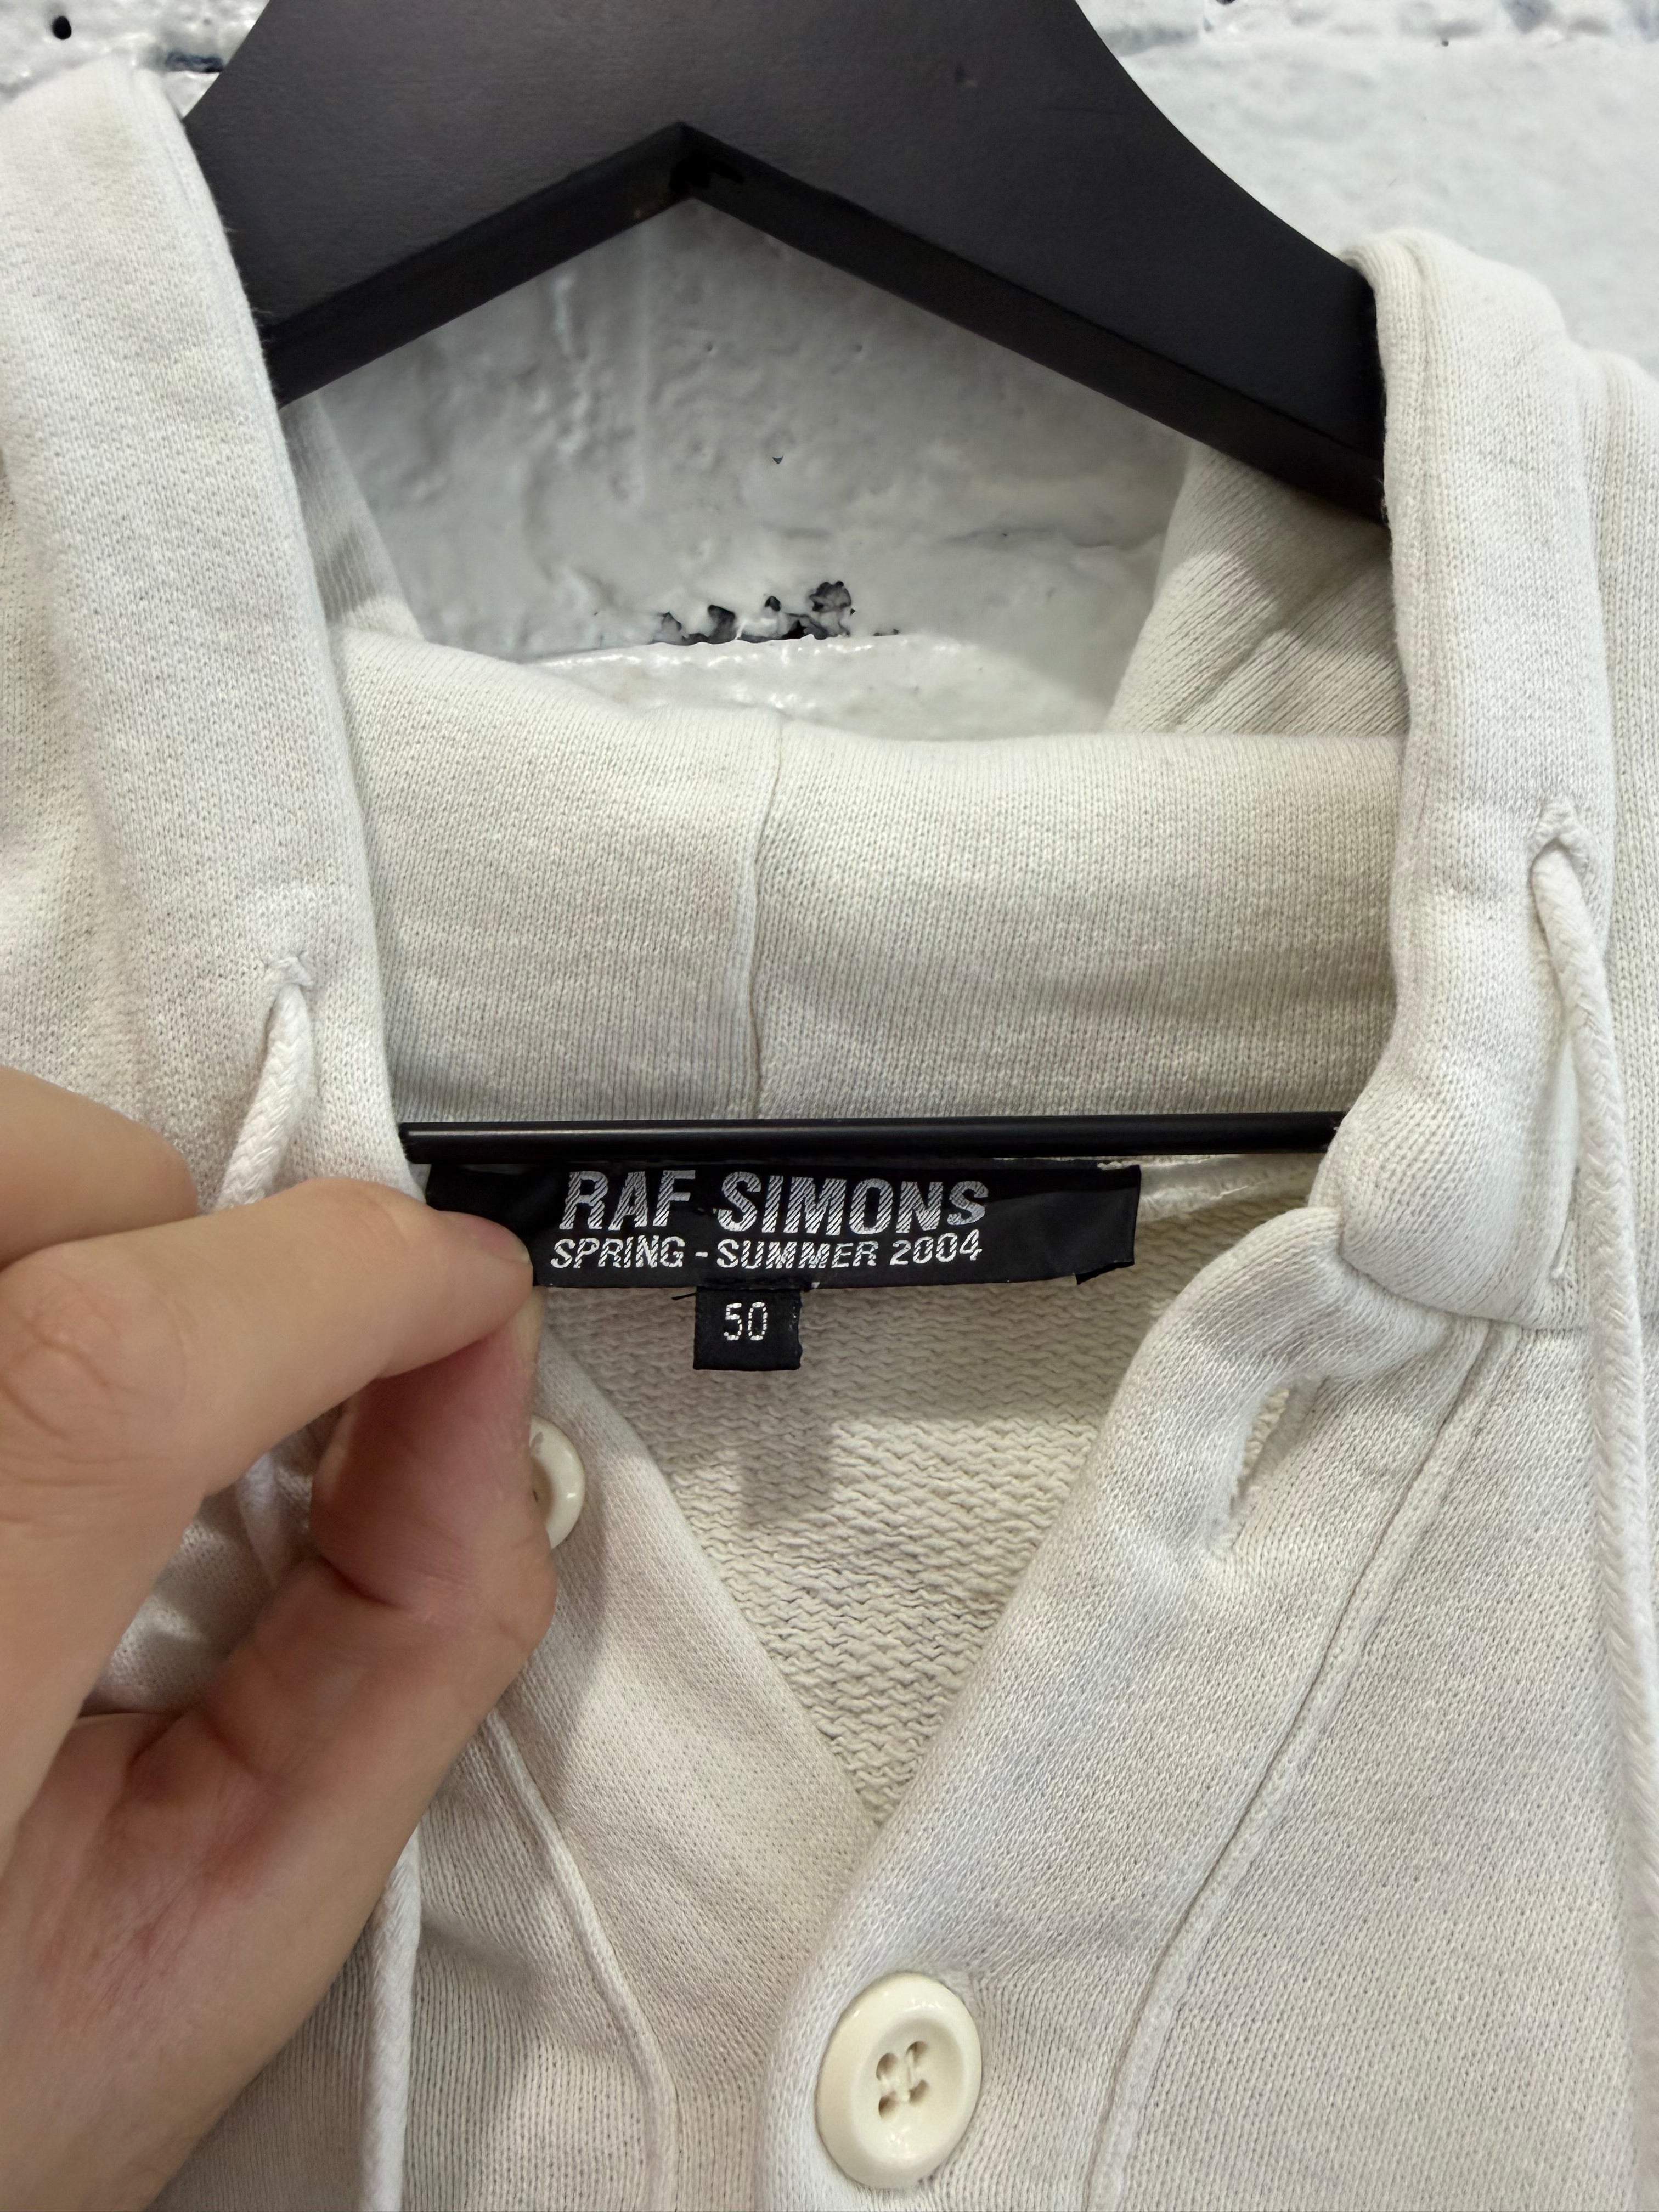 RAF SIMONS
SPRING - SUMMER 2004
50